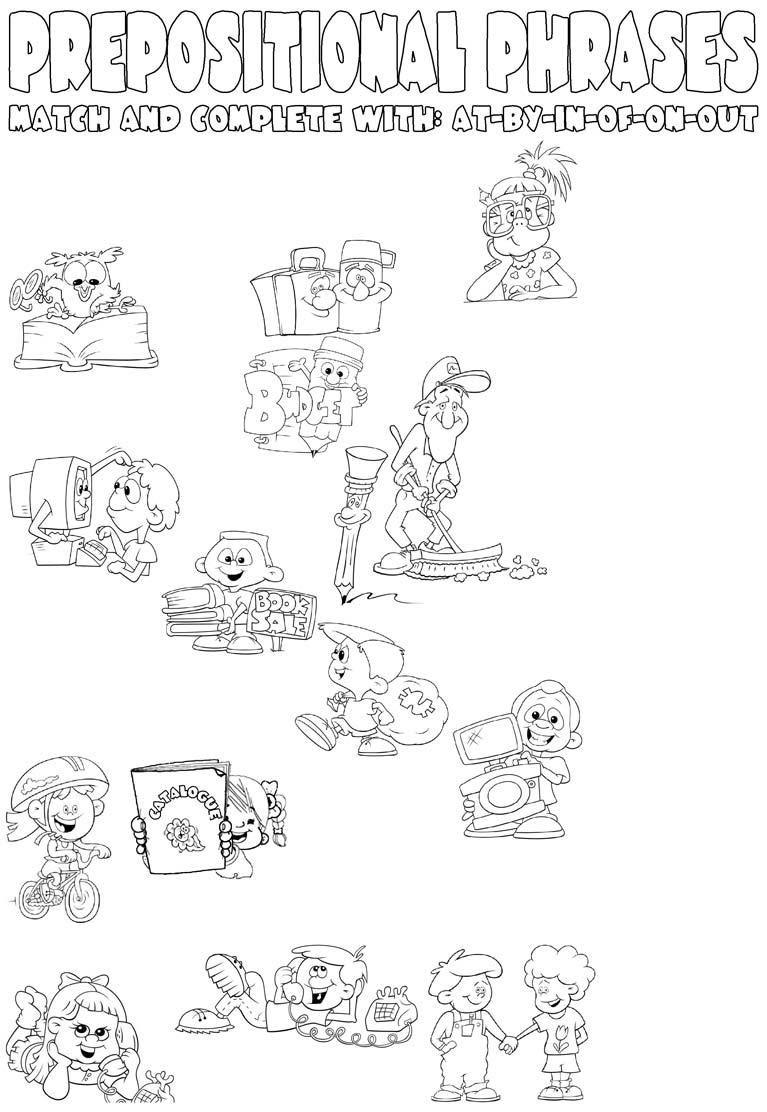 PREPOSITIONAL PHRASES
MATCH AND COMPLETE WITH: AT-BY-IN-OF-ON-OUT
BUDGET
BOOK
SALE
CATALOGUE